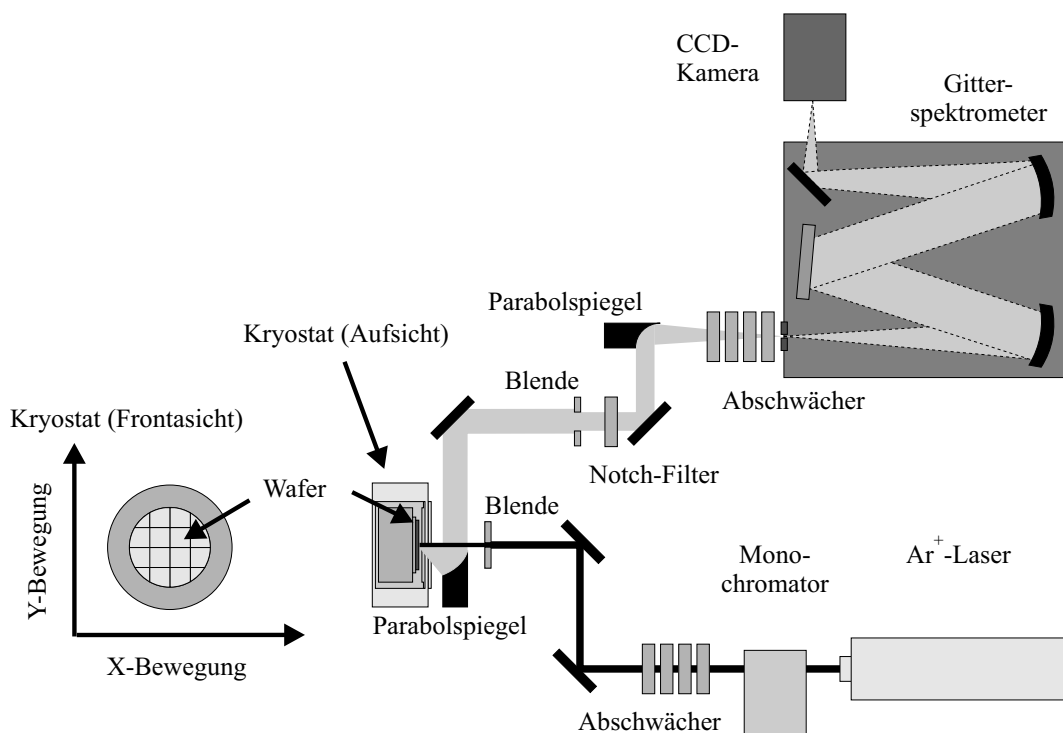 CCD-
Kamera
Gitter-
spektrometer
Parabolspiegel
Kryostat (Aufsicht)
Blende
Abschwächer
Kryostat (Frontasicht)
Notch-Filter
Wafer
Blende
Y-Bewegung
Mono-
chromator
Ar⁺-Laser
Parabolspiegel
X-Bewegung
Abschwächer